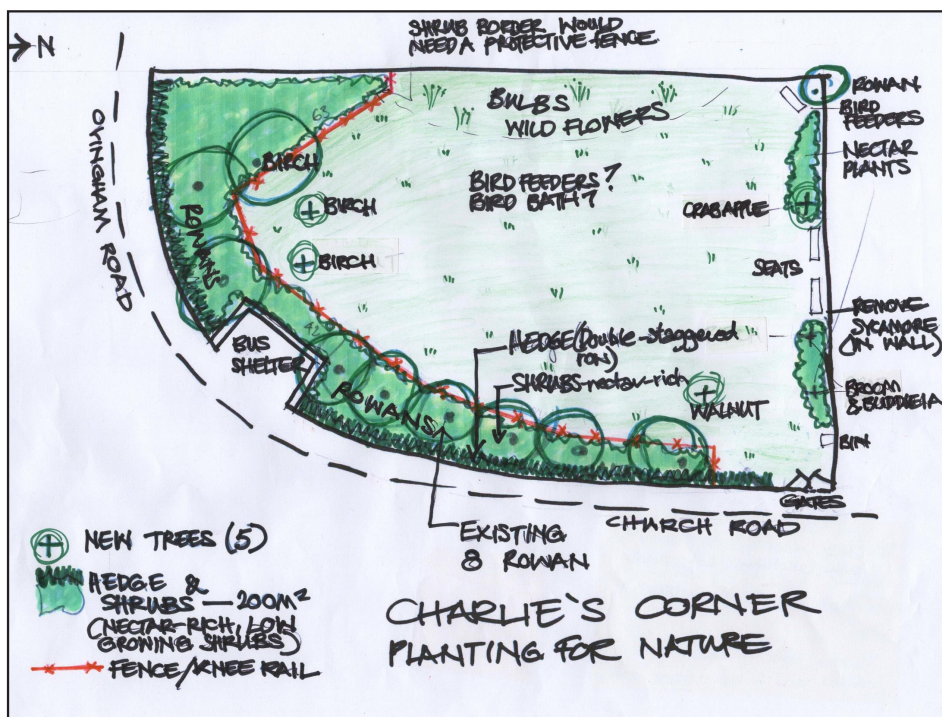 SHRUB BORDER WOULD
NEED A PROTECTIVE FENCE
N
ROWAN
BIRD
FEEDERS
NECTAR
PLANTS
BULBS
WILD FLOWERS
63
BIRCH
BIRD FEEDERS?
BIRD BATH?
BIRCH
CRABAPPLE
OVINGHAM ROAD
ROWANS
BIRCH
SEATS
42
REMOVE
SYCAMORE
(IN WALL)
BUS
SHELTER
HEDGE (Double-staggered
row)
SHRUBS-nectar-rich
ROWANS
WALNUT
BROOM
& BUDDLEIA
BIN
GATES
CHURCH ROAD
EXISTING
8 ROWAN
NEW TREES (5)
HEDGE &
SHRUBS — 200M²
(NECTAR-RICH, LOW
GROWING SHRUBS)
FENCE/KNEE RAIL
CHARLIE'S CORNER
PLANTING FOR NATURE